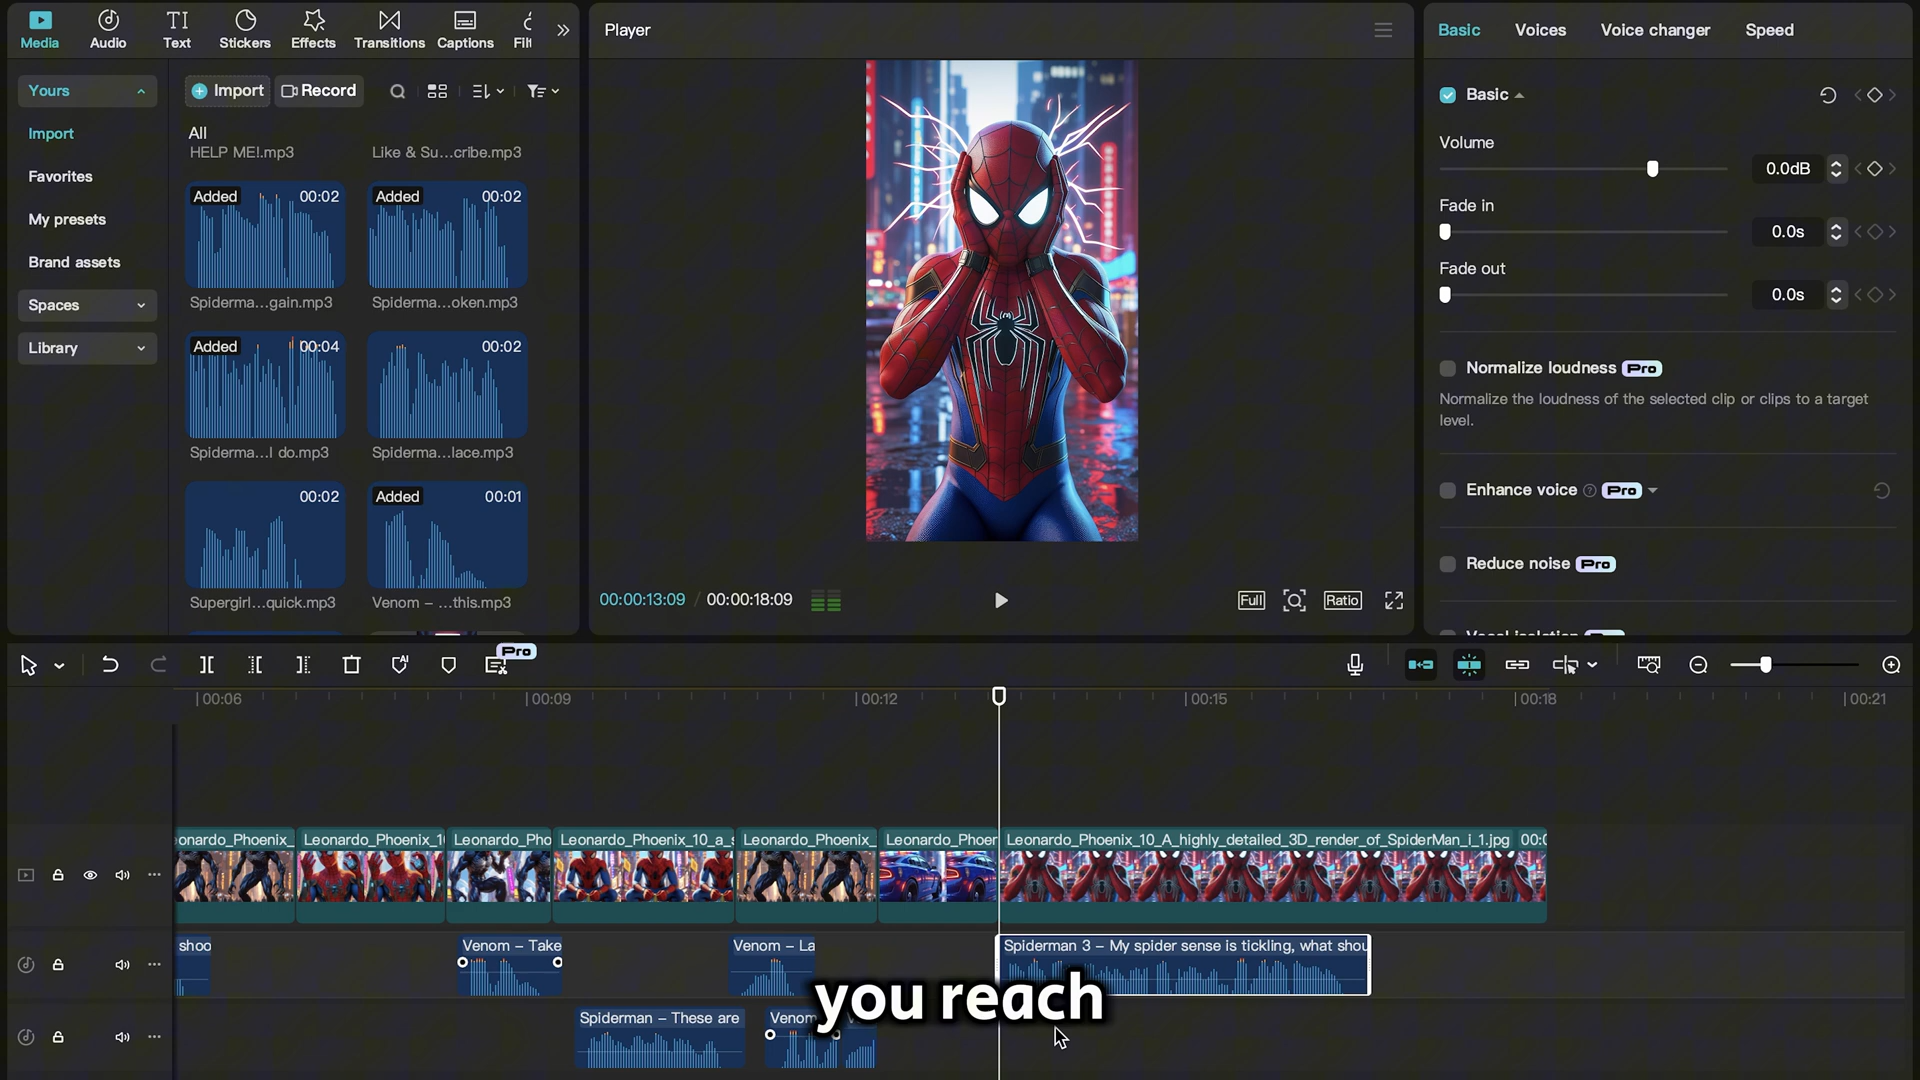 Media
Audio
Text
Stickers
Effects
Transitions
Captions
Player
Basic
Voices
Voice changer
Speed
Yours
Import
Favorites
My presets
Brand assets
Spaces
Library
Import
Record
All
HELP ME!.mp3
Like & Su...cribe.mp3
Added 00:02
Spiderma...gain.mp3
Added 00:02
Spiderma...oken.mp3
Added 00:04
Spiderma...I do.mp3
00:02
Spiderma...lace.mp3
00:02
Supergirl...quick.mp3
Added 00:01
Venom – ...this.mp3
00:00:13:09 / 00:00:18:09
Full
Ratio
Basic
Volume
0.0dB
Fade in
0.0s
Fade out
0.0s
Normalize loudness Pro
Normalize the loudness of the selected clip or clips to a target
level.
Enhance voice Pro
Reduce noise Pro
Pro
00:06
00:09
00:12
00:15
00:18
00:21
eonardo_Phoenix_
Leonardo_Phoenix_1
Leonardo_Pho
Leonardo_Phoenix_10_a_s
Leonardo_Phoenix_
Leonardo_Phoer
Leonardo_Phoenix_10_A_highly_detailed_3D_render_of_SpiderMan_i_1.jpg 00:0
shoo
Venom – Take
Venom – La
Spiderman 3 – My spider sense is tickling, what shou
you reach
Spiderman – These are
Venom